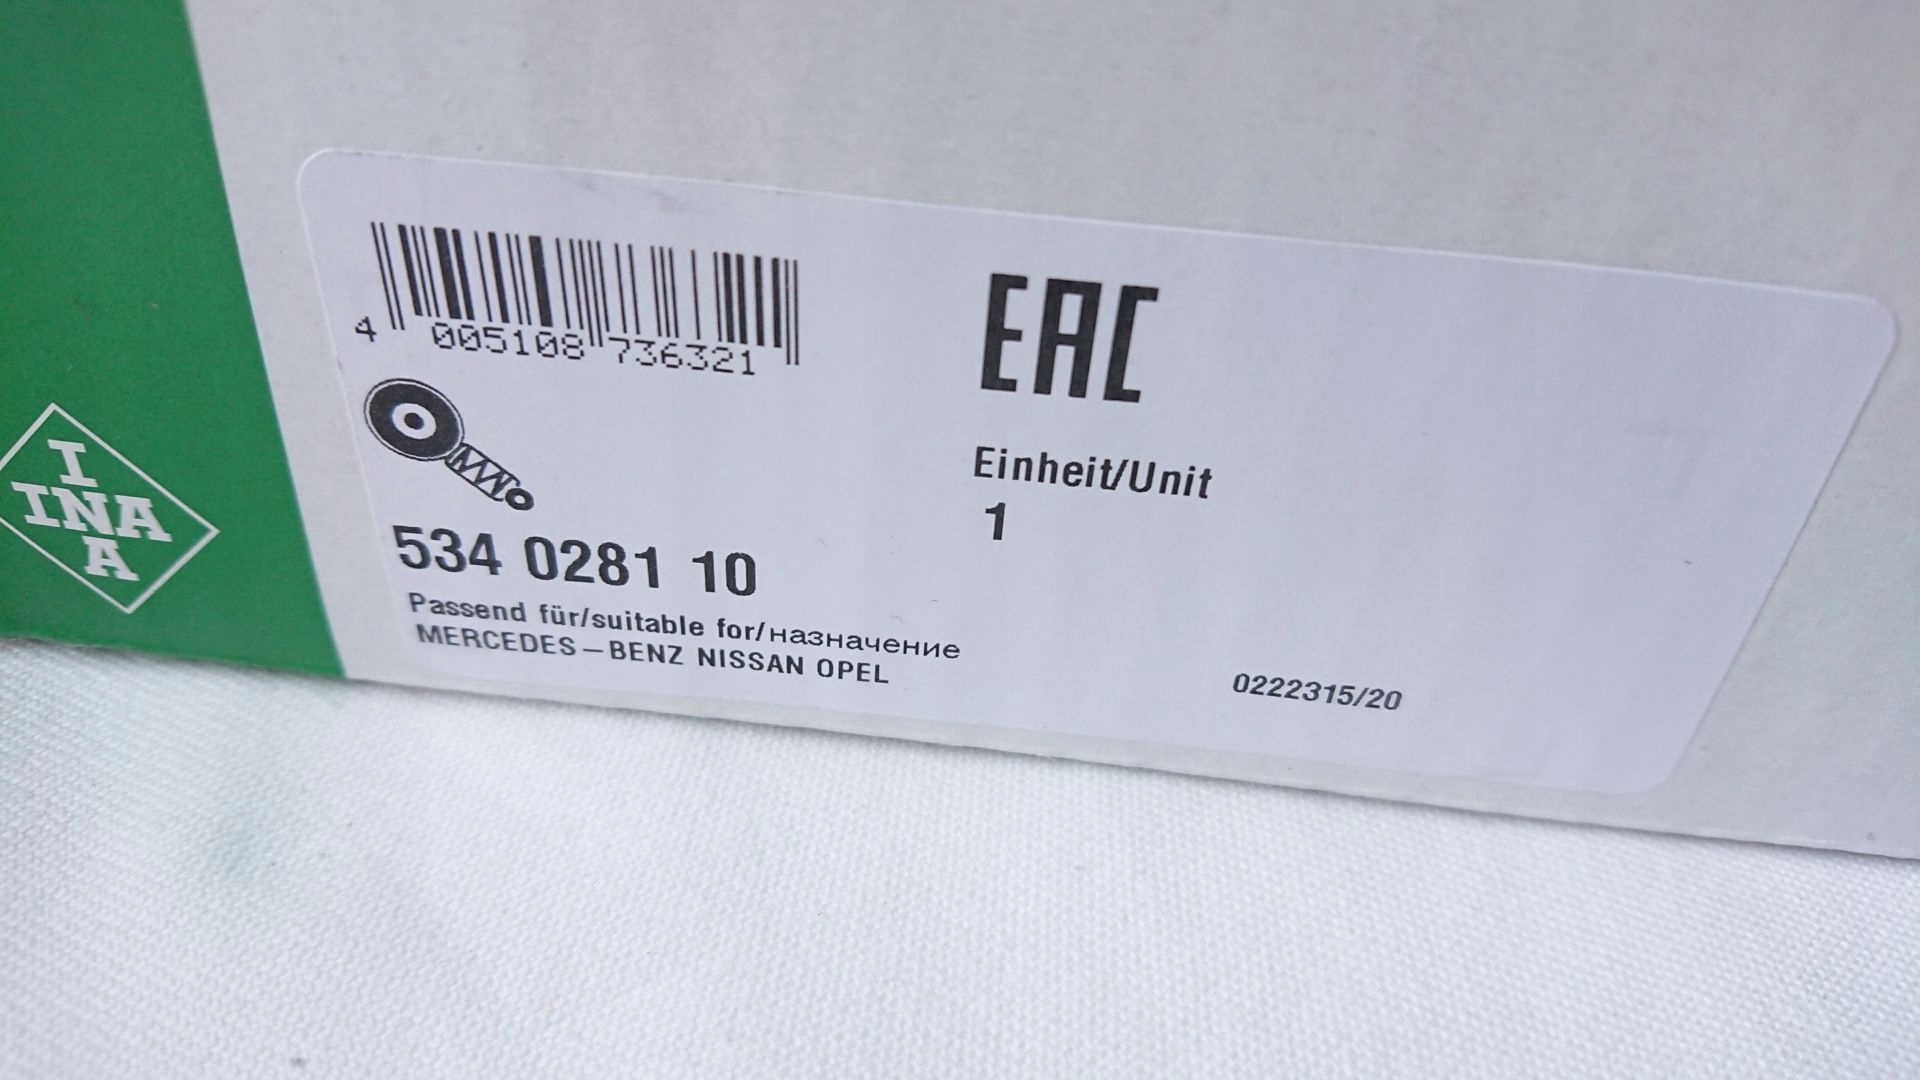 I
INA
A
4 005108 736321
EAC
Einheit/Unit
1
534 0281 10
Passend für/suitable for/назначение
MERCEDES-BENZ NISSAN OPEL
0222315/20